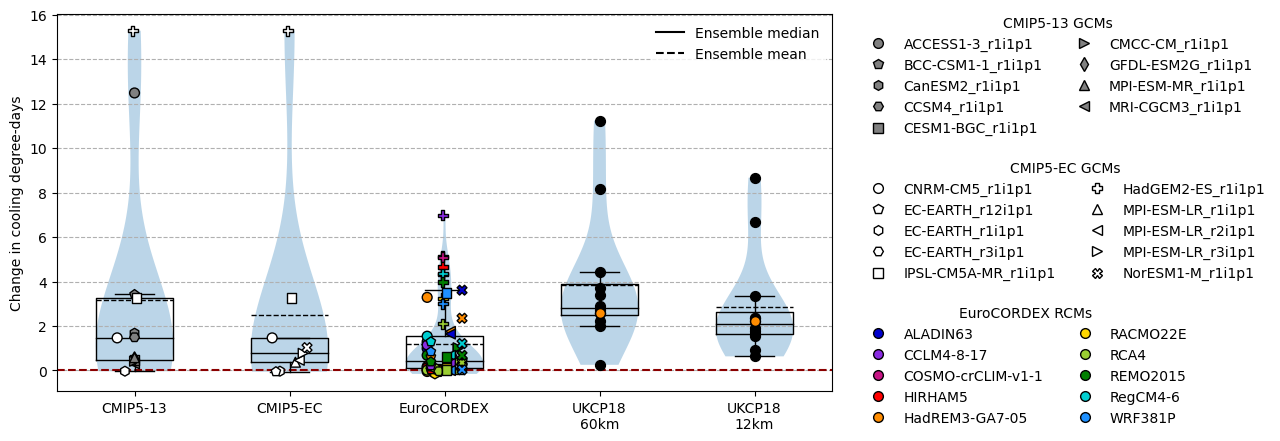 16
14
12
10
8
6
4
2
0
Change in cooling degree-days
Ensemble median
Ensemble mean
CMIP5-13
CMIP5-EC
EuroCORDEX
UKCP18
60km
UKCP18
12km
CMIP5-13 GCMs
ACCESS1-3_r1i1p1
BCC-CSM1-1_r1i1p1
CanESM2_r1i1p1
CCSM4_r1i1p1
CESM1-BGC_r1i1p1
CMCC-CM_r1i1p1
GFDL-ESM2G_r1i1p1
MPI-ESM-MR_r1i1p1
MRI-CGCM3_r1i1p1
CMIP5-EC GCMs
CNRM-CM5_r1i1p1
EC-EARTH_r12i1p1
EC-EARTH_r1i1p1
EC-EARTH_r3i1p1
IPSL-CM5A-MR_r1i1p1
HadGEM2-ES_r1i1p1
MPI-ESM-LR_r1i1p1
MPI-ESM-LR_r2i1p1
MPI-ESM-LR_r3i1p1
NorESM1-M_r1i1p1
EuroCORDEX RCMs
ALADIN63
CCLM4-8-17
COSMO-crCLIM-v1-1
HIRHAM5
HadREM3-GA7-05
RACMO22E
RCA4
REMO2015
RegCM4-6
WRF381P